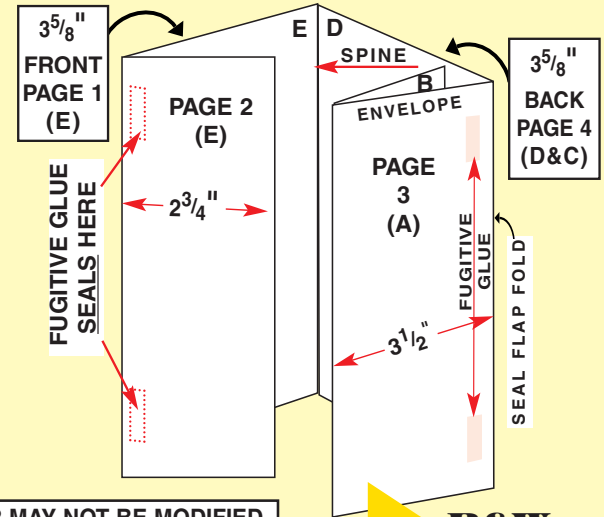 3 5/8"
FRONT
PAGE 1
(E)
E
D
SPINE
B
ENVELOPE
3 5/8"
BACK
PAGE 4
(D&C)
PAGE 2
(E)
2 3/4"
FUGITIVE GLUE
SEALS HERE
PAGE
3
(A)
FUGITIVE
GLUE
3 1/2"
SEAL FLAP FOLD
MAY NOT BE MODIFIED